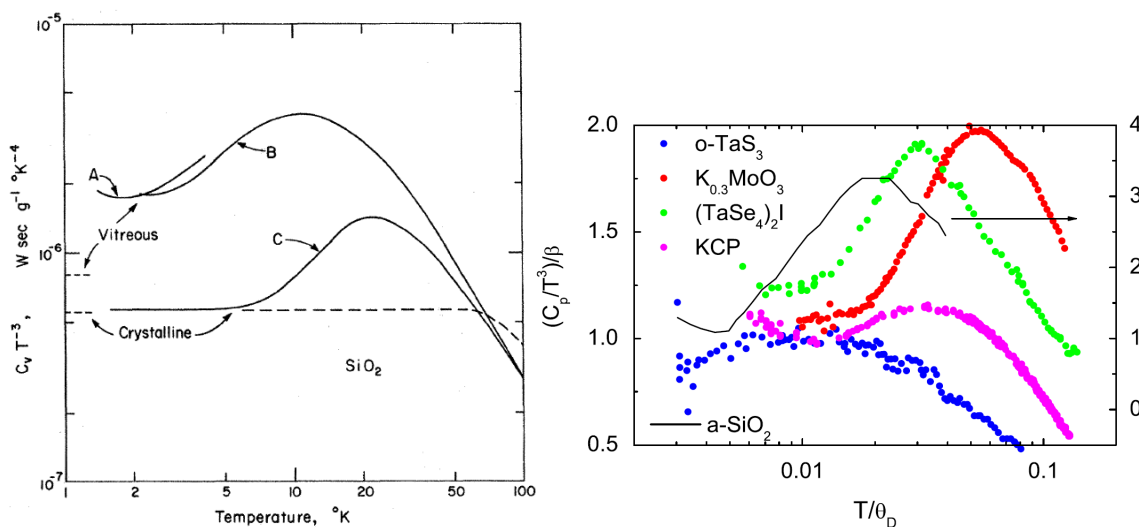 10⁻⁵
10⁻⁶
10⁻⁷
C_v T⁻³, W sec g⁻¹ °K⁻⁴
A
B
C
Vitreous
Crystalline
SiO₂
1 2 5 10 20 50 100
Temperature, °K
2.0
1.5
1.0
0.5
(C_p/T³)/β
o-TaS₃
K₀.₃MoO₃
(TaSe₄)₂I
KCP
a-SiO₂
4
3
2
1
0
0.01 0.1
T/θ_D